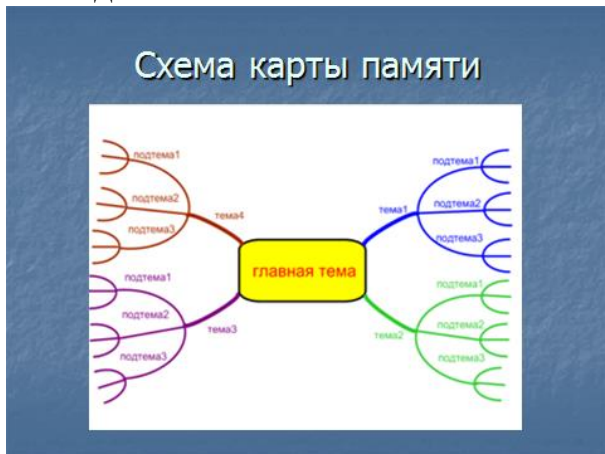 Схема карты памяти
подтема1
подтема2
подтема3
тема4
подтема1
подтема2
подтема3
тема1
главная тема
подтема1
подтема2
подтема3
тема3
подтема1
подтема2
подтема3
тема2